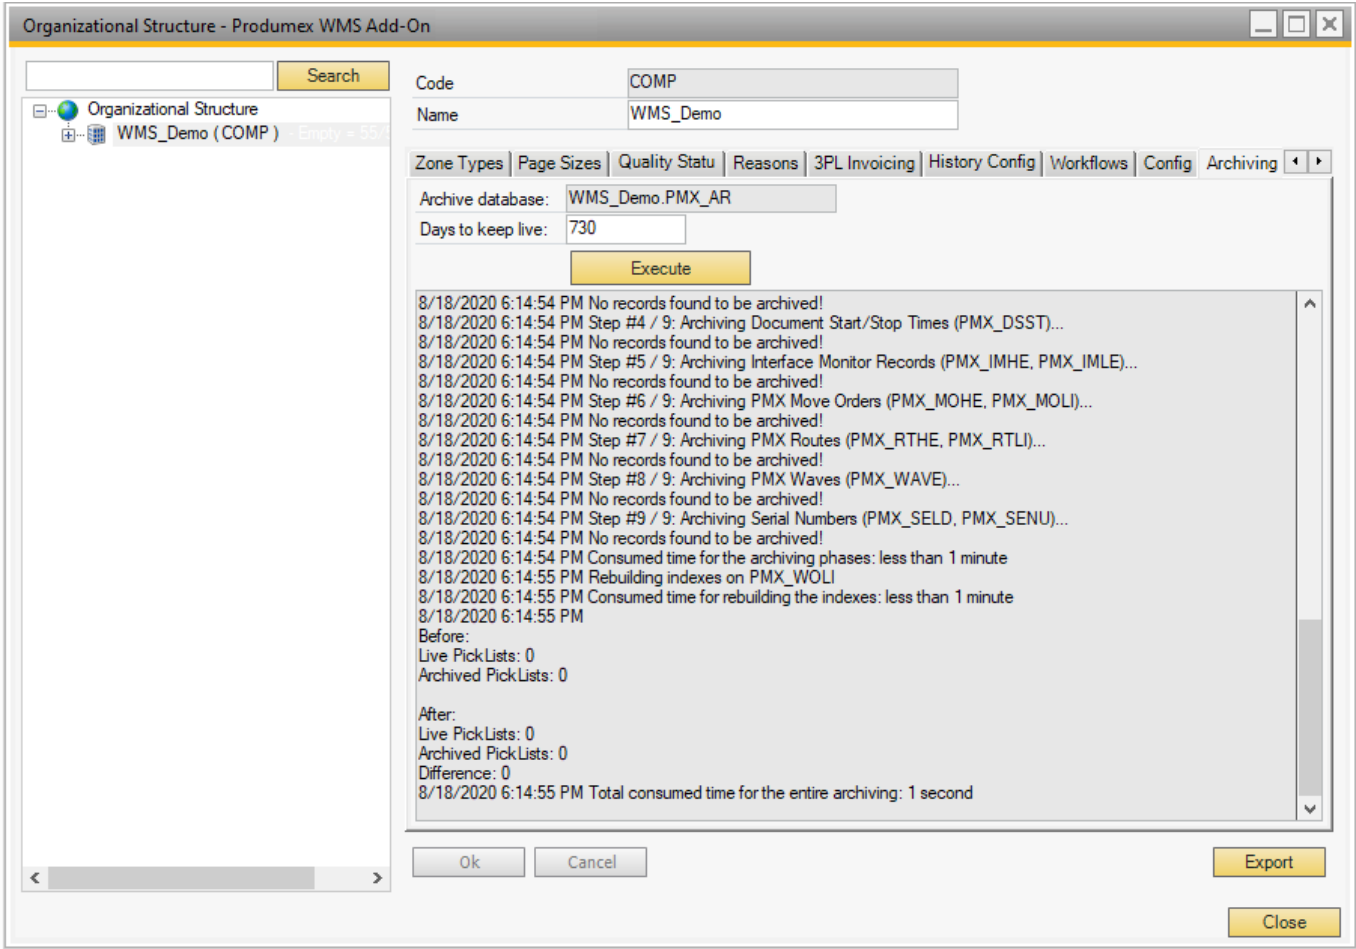 Organizational Structure - Produmex WMS Add-On
Search
Organizational Structure
WMS_Demo ( COMP ) - Empty = 55/
Code COMP
Name WMS_Demo
Zone Types Page Sizes Quality Statu Reasons 3PL Invoicing History Config Workflows Config Archiving
Archive database: WMS_Demo.PMX_AR
Days to keep live: 730
Execute
8/18/2020 6:14:54 PM No records found to be archived!
8/18/2020 6:14:54 PM Step #4 / 9: Archiving Document Start/Stop Times (PMX_DSST)...
8/18/2020 6:14:54 PM No records found to be archived!
8/18/2020 6:14:54 PM Step #5 / 9: Archiving Interface Monitor Records (PMX_IMHE, PMX_IMLE)...
8/18/2020 6:14:54 PM No records found to be archived!
8/18/2020 6:14:54 PM Step #6 / 9: Archiving PMX Move Orders (PMX_MOHE, PMX_MOLI)...
8/18/2020 6:14:54 PM No records found to be archived!
8/18/2020 6:14:54 PM Step #7 / 9: Archiving PMX Routes (PMX_RTHE, PMX_RTLI)...
8/18/2020 6:14:54 PM No records found to be archived!
8/18/2020 6:14:54 PM Step #8 / 9: Archiving PMX Waves (PMX_WAVE)...
8/18/2020 6:14:54 PM No records found to be archived!
8/18/2020 6:14:54 PM Step #9 / 9: Archiving Serial Numbers (PMX_SELD, PMX_SENU)...
8/18/2020 6:14:54 PM No records found to be archived!
8/18/2020 6:14:54 PM Consumed time for the archiving phases: less than 1 minute
8/18/2020 6:14:55 PM Rebuilding indexes on PMX_WOLI
8/18/2020 6:14:55 PM Consumed time for rebuilding the indexes: less than 1 minute
8/18/2020 6:14:55 PM
Before:
Live PickLists: 0
Archived PickLists: 0
After:
Live PickLists: 0
Archived PickLists: 0
Difference: 0
8/18/2020 6:14:55 PM Total consumed time for the entire archiving: 1 second
Ok Cancel Export
Close